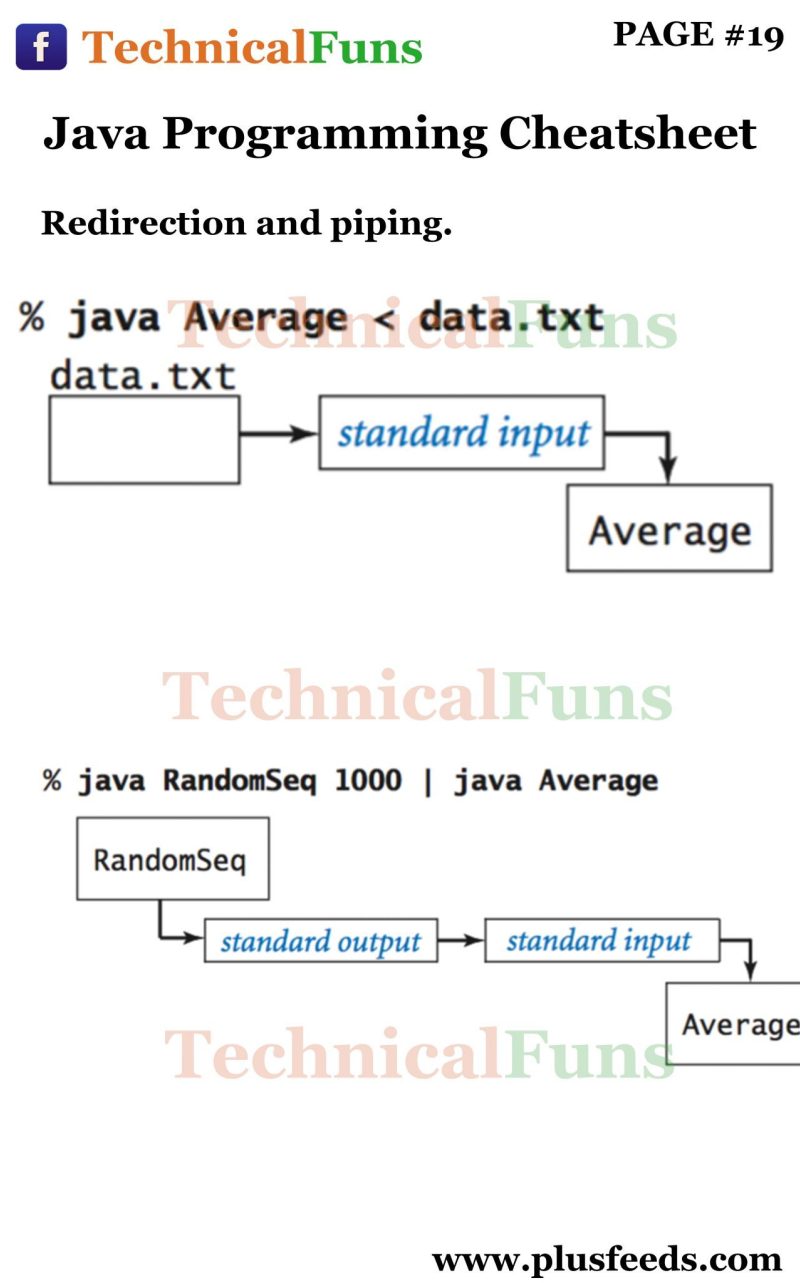 f TechnicalFuns
PAGE #19
Java Programming Cheatsheet
Redirection and piping.
% java Average < data.txt
TechnicalFuns
data.txt
standard input
Average
TechnicalFuns
% java RandomSeq 1000 | java Average
RandomSeq
standard output
standard input
Average
TechnicalFuns
www.plusfeeds.com